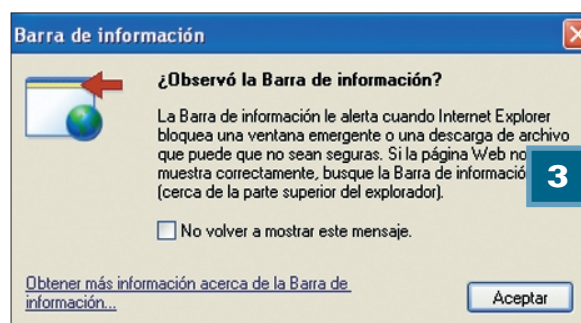 Barra de información
¿Observó la Barra de información?
La Barra de información le alerta cuando Internet Explorer
bloquea una ventana emergente o una descarga de archivo
que puede que no sean seguras. Si la página Web no
muestra correctamente, busque la Barra de informació
(cerca de la parte superior del explorador).
3
No volver a mostrar este mensaje.
Obtener más información acerca de la Barra de
información...
Aceptar